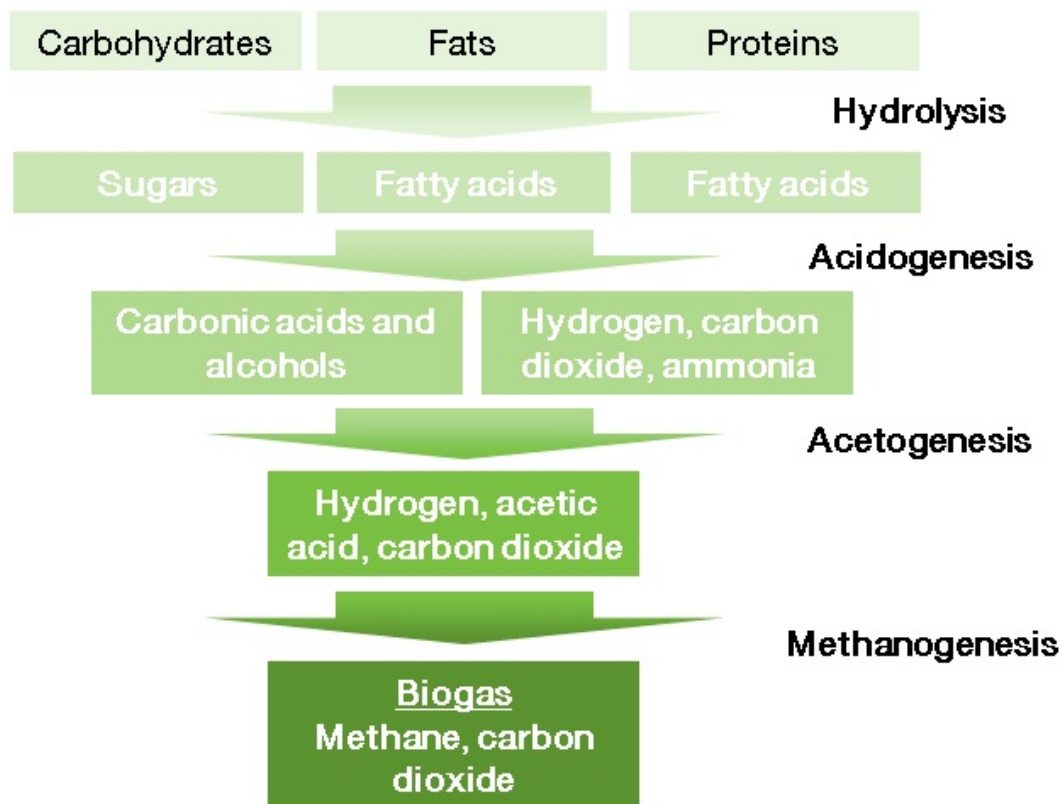 Carbohydrates
Fats
Proteins
Hydrolysis
Sugars
Fatty acids
Fatty acids
Acidogenesis
Carbonic acids and
alcohols
Hydrogen, carbon
dioxide, ammonia
Acetogenesis
Hydrogen, acetic
acid, carbon dioxide
Methanogenesis
Biogas
Methane, carbon
dioxide